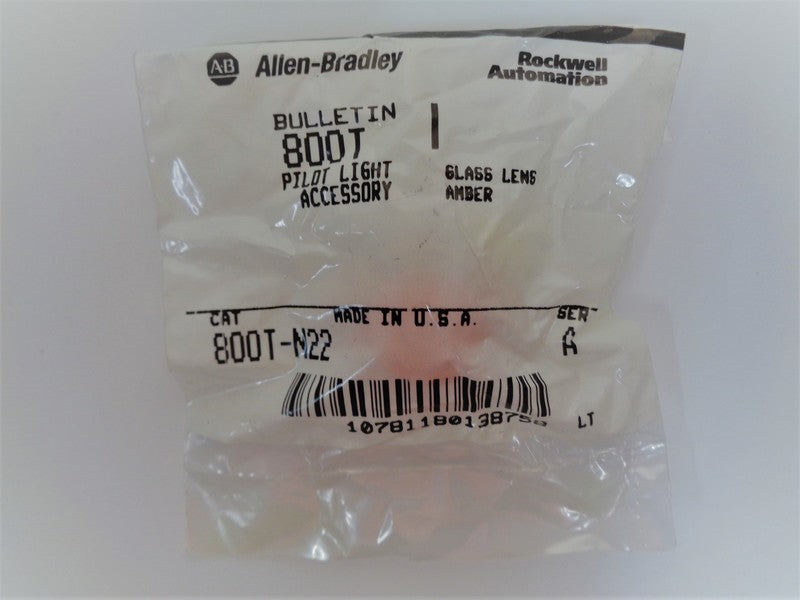 AB Allen-Bradley
Rockwell
Automation
BULLETIN
800T
PILOT LIGHT
ACCESSORY
GLASS LENS
AMBER
CAT MADE IN U.S.A. SER
800T-N22 A
LT